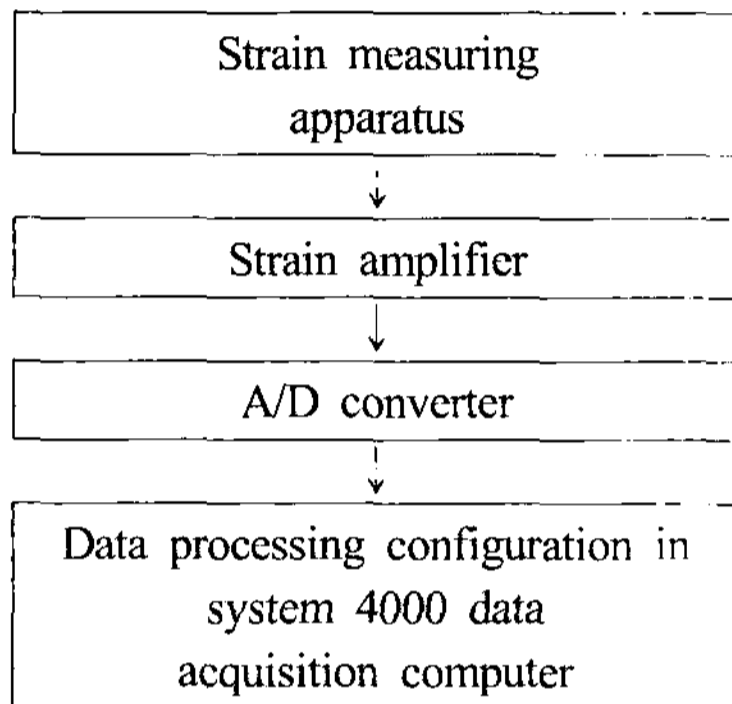 Strain measuring
apparatus
Strain amplifier
A/D converter
Data processing configuration in
system 4000 data
acquisition computer